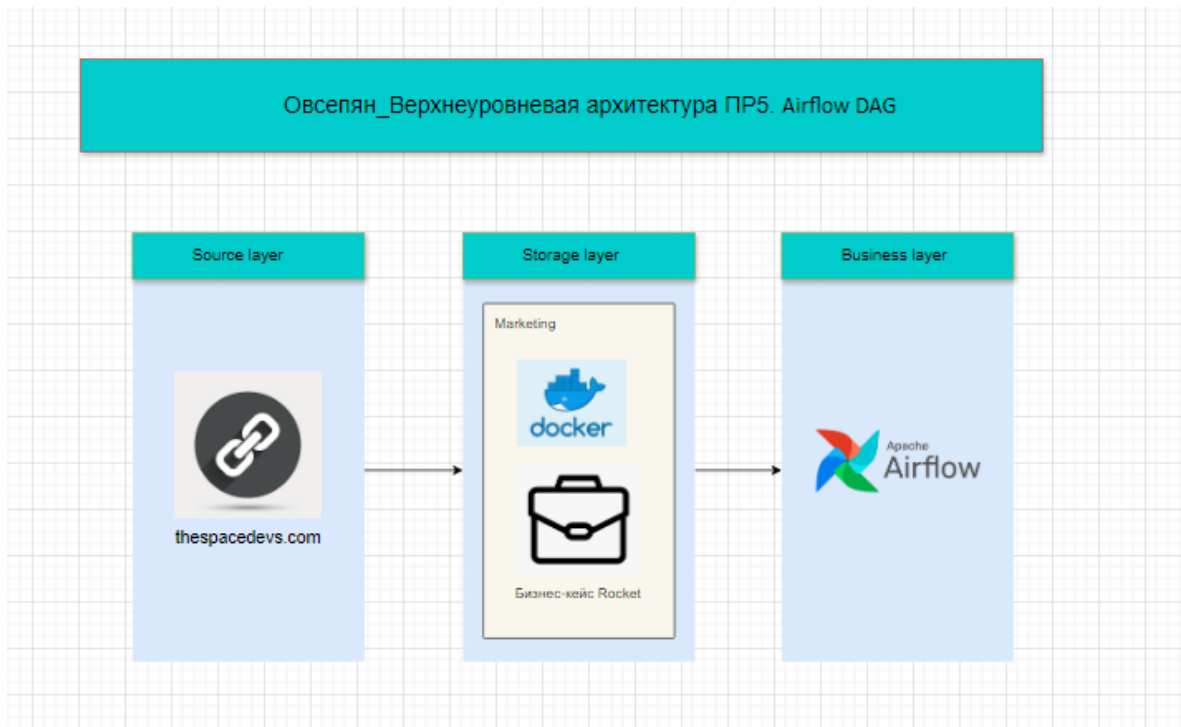 Овсепян_Верхнеуровневая архитектура ПР5. Airflow DAG
Source layer
Storage layer
Business layer
Marketing
docker
Apache
Airflow
thespacedevs.com
Бизнес-кейс Rocket